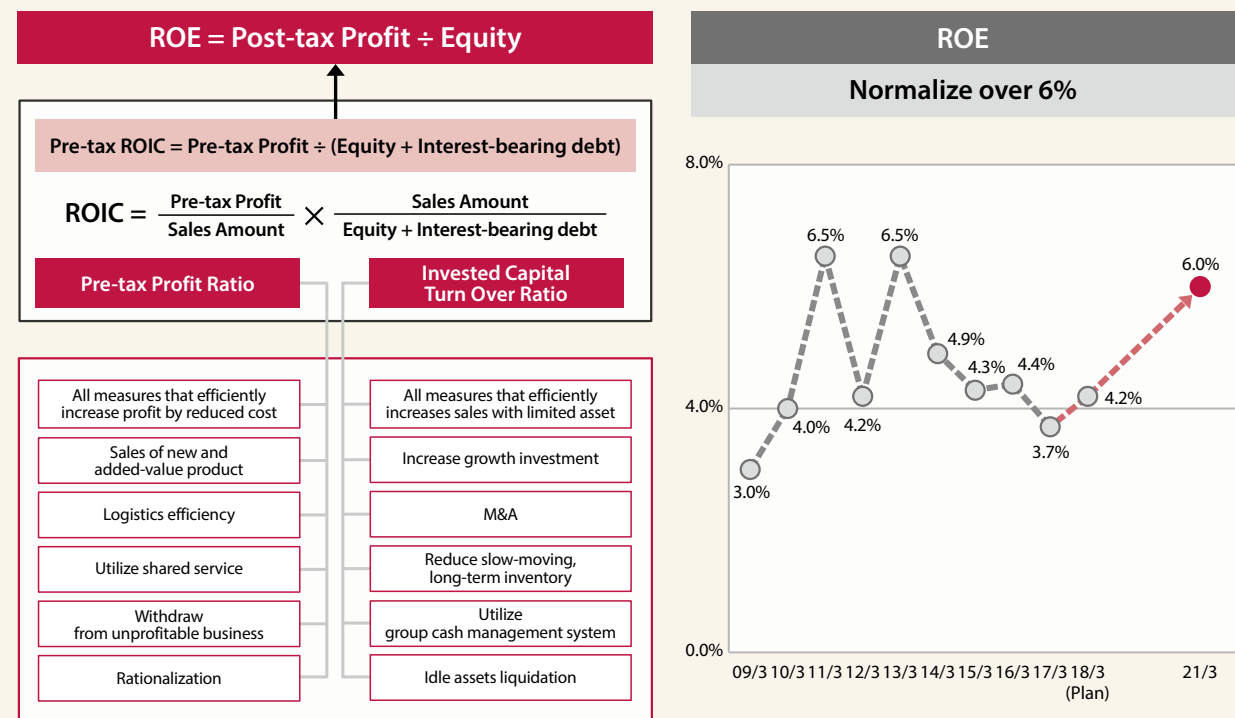 ROE = Post-tax Profit ÷ Equity
Pre-tax ROIC = Pre-tax Profit ÷ (Equity + Interest-bearing debt)
ROIC = Pre-tax Profit / Sales Amount × Sales Amount / Equity + Interest-bearing debt
Pre-tax Profit Ratio
Invested Capital
Turn Over Ratio
All measures that efficiently
increase profit by reduced cost
Sales of new and
added-value product
Logistics efficiency
Utilize shared service
Withdraw
from unprofitable business
Rationalization
All measures that efficiently
increases sales with limited asset
Increase growth investment
M&A
Reduce slow-moving,
long-term inventory
Utilize
group cash management system
Idle assets liquidation
ROE
Normalize over 6%
8.0%
4.0%
0.0%
3.0%
4.0%
6.5%
4.2%
6.5%
4.9%
4.3%
4.4%
3.7%
4.2%
6.0%
09/3 10/3 11/3 12/3 13/3 14/3 15/3 16/3 17/3 18/3 21/3
(Plan)